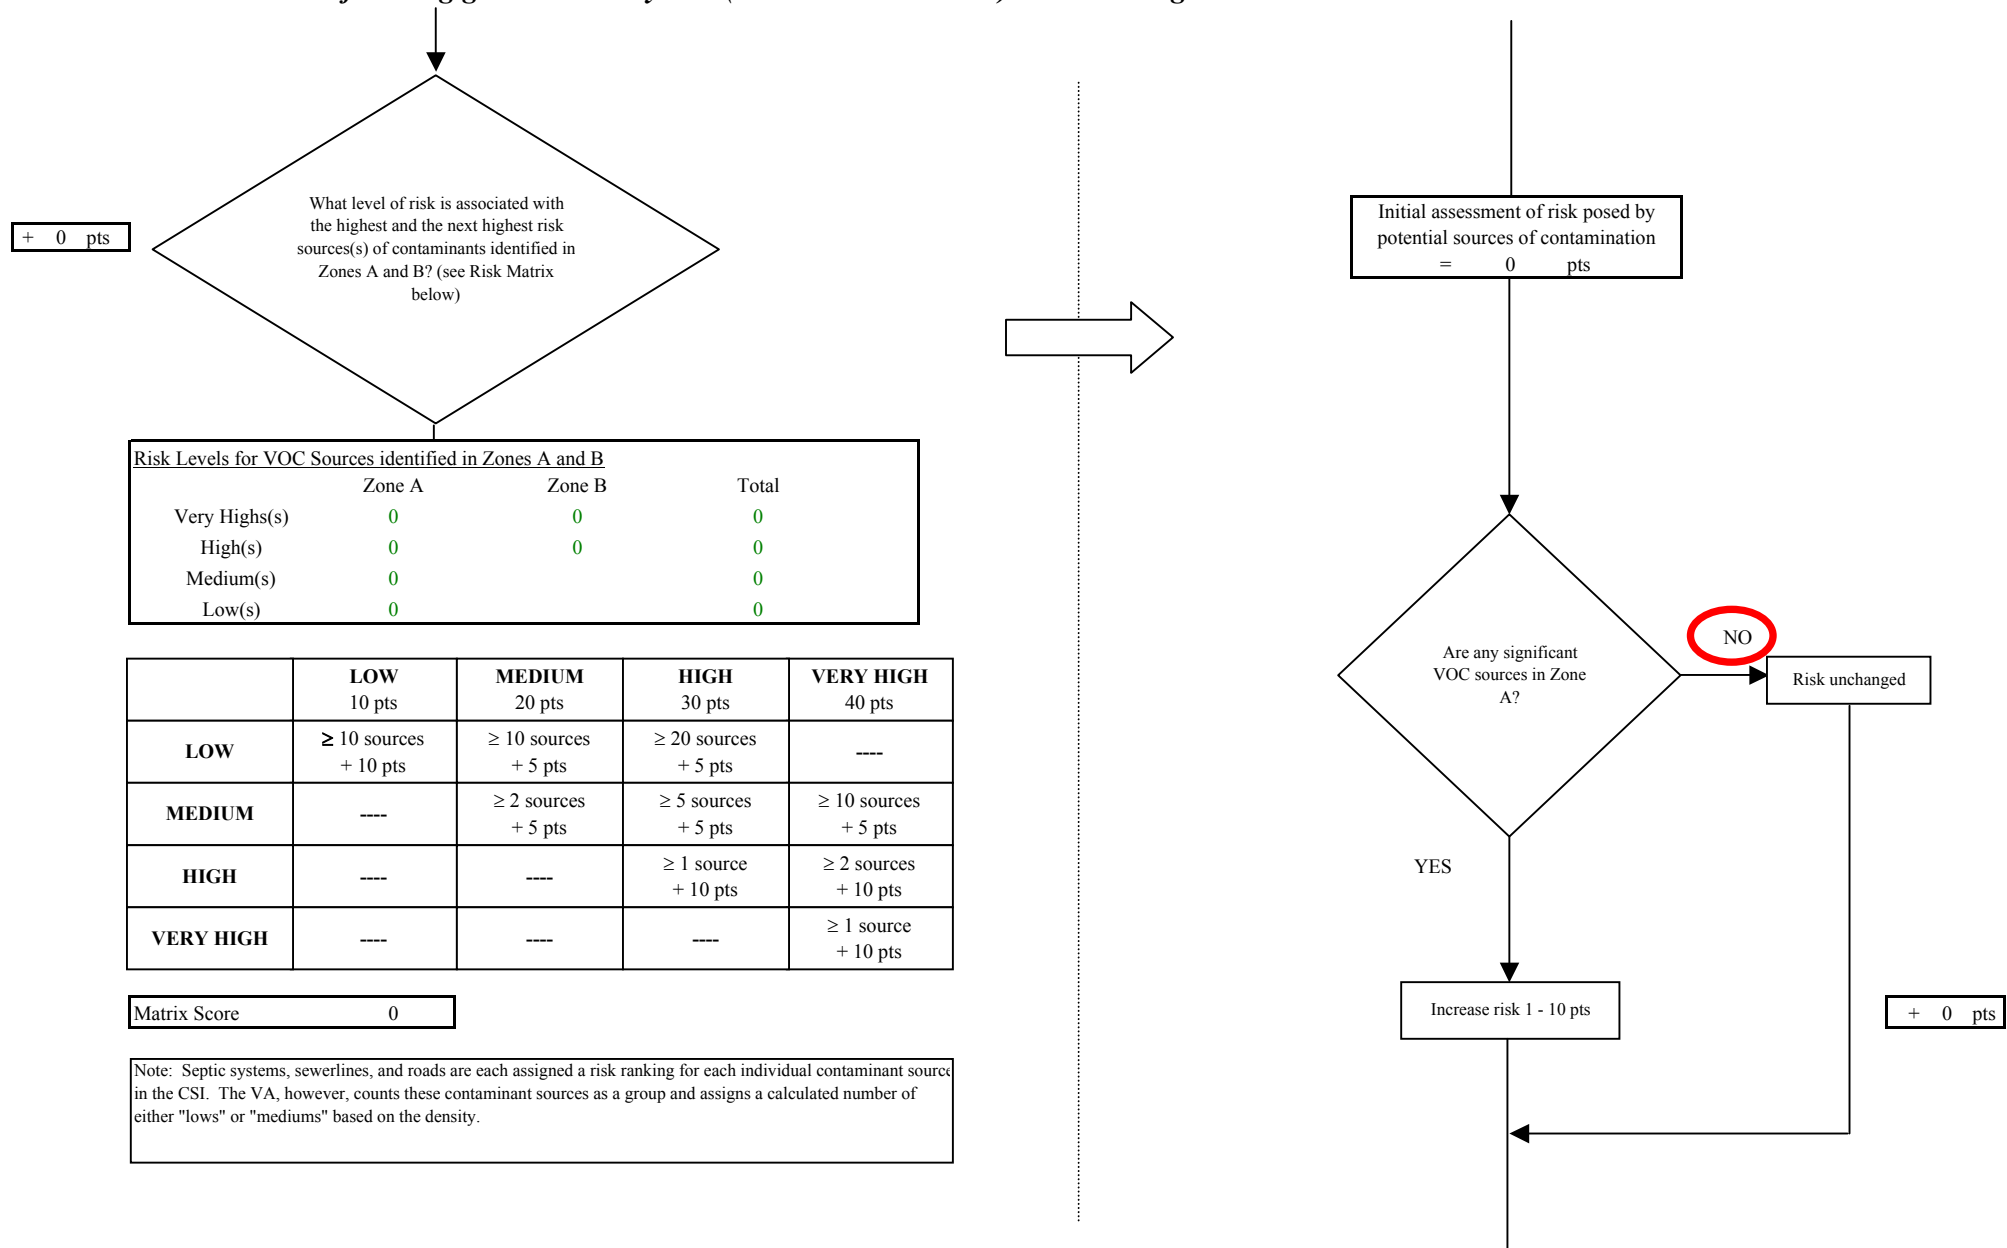 + 0 pts
What level of risk is associated with
the highest and the next highest risk
sources(s) of contaminants identified in
Zones A and B? (see Risk Matrix
below)
Risk Levels for VOC Sources identified in Zones A and B
Zone A Zone B Total
Very Highs(s) 0 0 0
High(s) 0 0 0
Medium(s) 0 0
Low(s) 0 0
LOW MEDIUM HIGH VERY HIGH
10 pts 20 pts 30 pts 40 pts
LOW ≥ 10 sources ≥ 10 sources ≥ 20 sources ----
+ 10 pts + 5 pts + 5 pts
MEDIUM ---- ≥ 2 sources ≥ 5 sources ≥ 10 sources
+ 5 pts + 5 pts + 5 pts
HIGH ---- ---- ≥ 1 source ≥ 2 sources
+ 10 pts + 10 pts
VERY HIGH ---- ---- ---- ≥ 1 source
+ 10 pts
Matrix Score 0
Note: Septic systems, sewerlines, and roads are each assigned a risk ranking for each individual contaminant source
in the CSI. The VA, however, counts these contaminant sources as a group and assigns a calculated number of
either "lows" or "mediums" based on the density.
Initial assessment of risk posed by
potential sources of contamination
= 0 pts
Are any significant
VOC sources in Zone
A?
NO
Risk unchanged
YES
Increase risk 1 - 10 pts
+ 0 pts